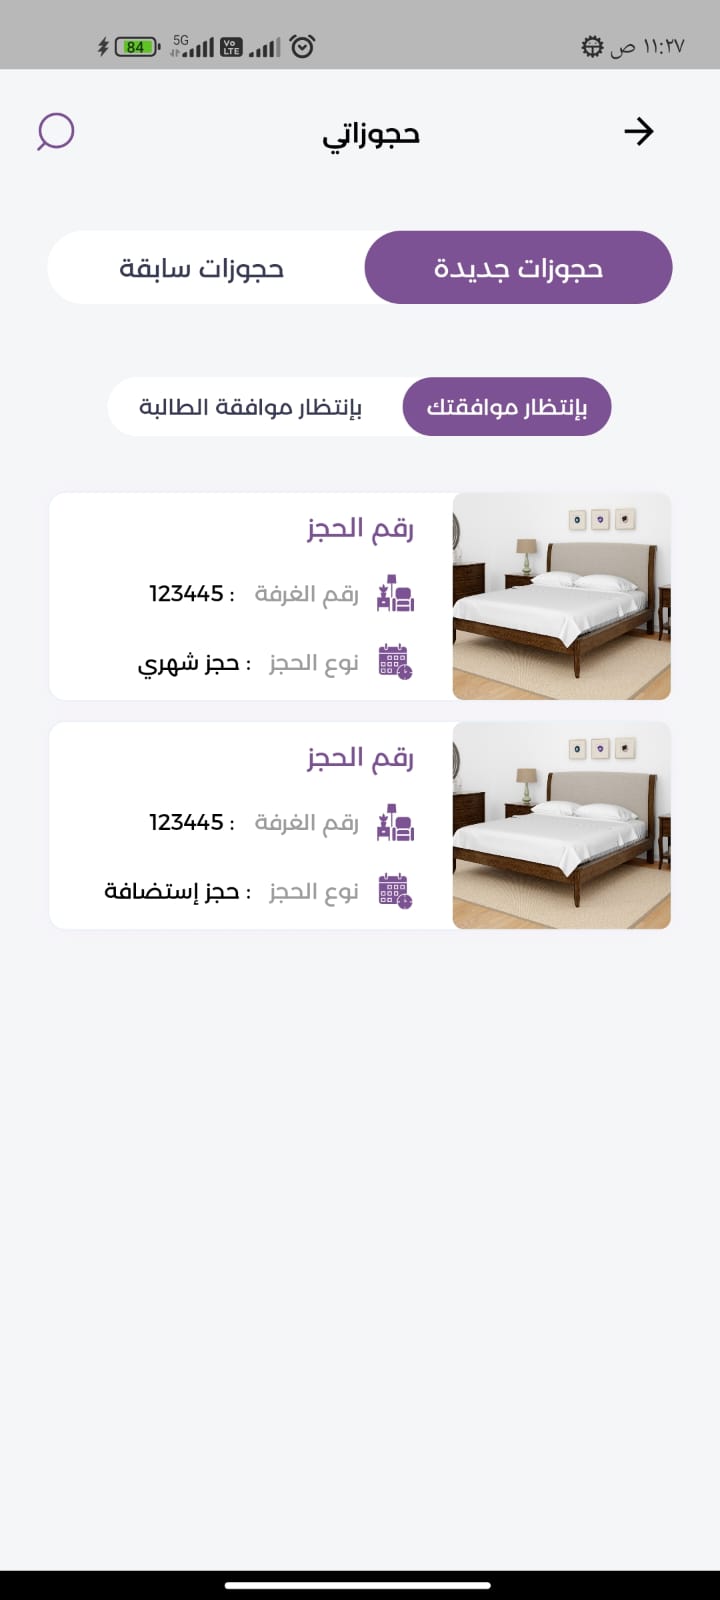 ١١:٢٧ ص 5G Vo LTE 84
حجوزاتي
حجوزات جديدة حجوزات سابقة
بإنتظار موافقتك بإنتظار موافقة الطالبة
رقم الحجز
رقم الغرفة : 123445
نوع الحجز : حجز شهري
رقم الحجز
رقم الغرفة : 123445
نوع الحجز : حجز إستضافة